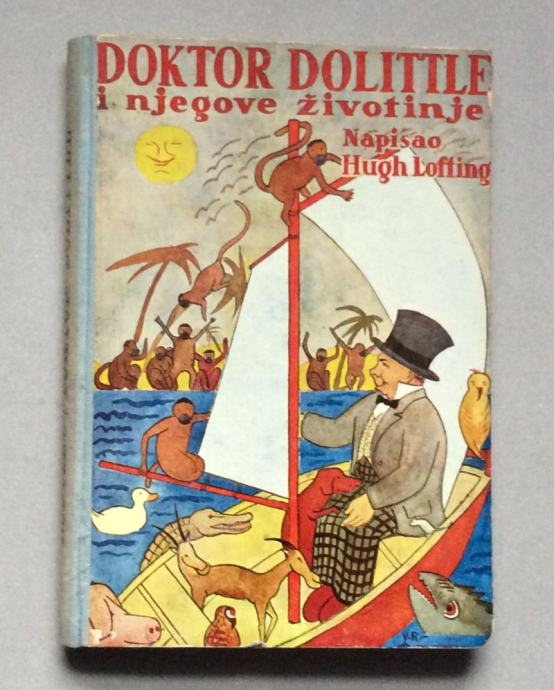 DOKTOR DOLITTLE
i njegove životinje
Napisao
Hugh Lofting
V.R.